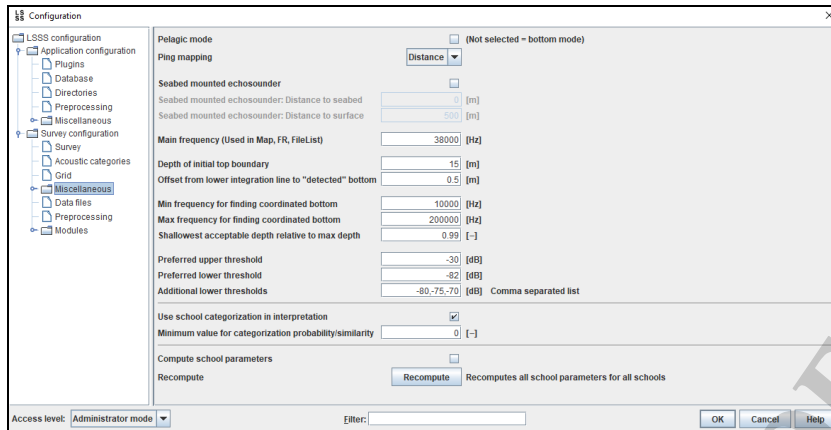 LSSS Configuration
LSSS configuration
Application configuration
Plugins
Database
Directories
Preprocessing
Miscellaneous
Survey configuration
Survey
Acoustic categories
Grid
Miscellaneous
Data files
Preprocessing
Modules
Pelagic mode (Not selected = bottom mode)
Ping mapping Distance
Seabed mounted echosounder
Seabed mounted echosounder: Distance to seabed 0 [m]
Seabed mounted echosounder: Distance to surface 500 [m]
Main frequency (Used in Map, FR, FileList) 38000 [Hz]
Depth of initial top boundary 15 [m]
Offset from lower integration line to "detected" bottom 0.5 [m]
Min frequency for finding coordinated bottom 10000 [Hz]
Max frequency for finding coordinated bottom 200000 [Hz]
Shallowest acceptable depth relative to max depth 0.99 [–]
Preferred upper threshold -30 [dB]
Preferred lower threshold -82 [dB]
Additional lower thresholds -80,-75,-70 [dB] Comma separated list
Use school categorization in interpretation
Minimum value for categorization probability/similarity 0 [–]
Compute school parameters
Recompute Recompute Recomputes all school parameters for all schools
Access level: Administrator mode Filter: OK Cancel Help